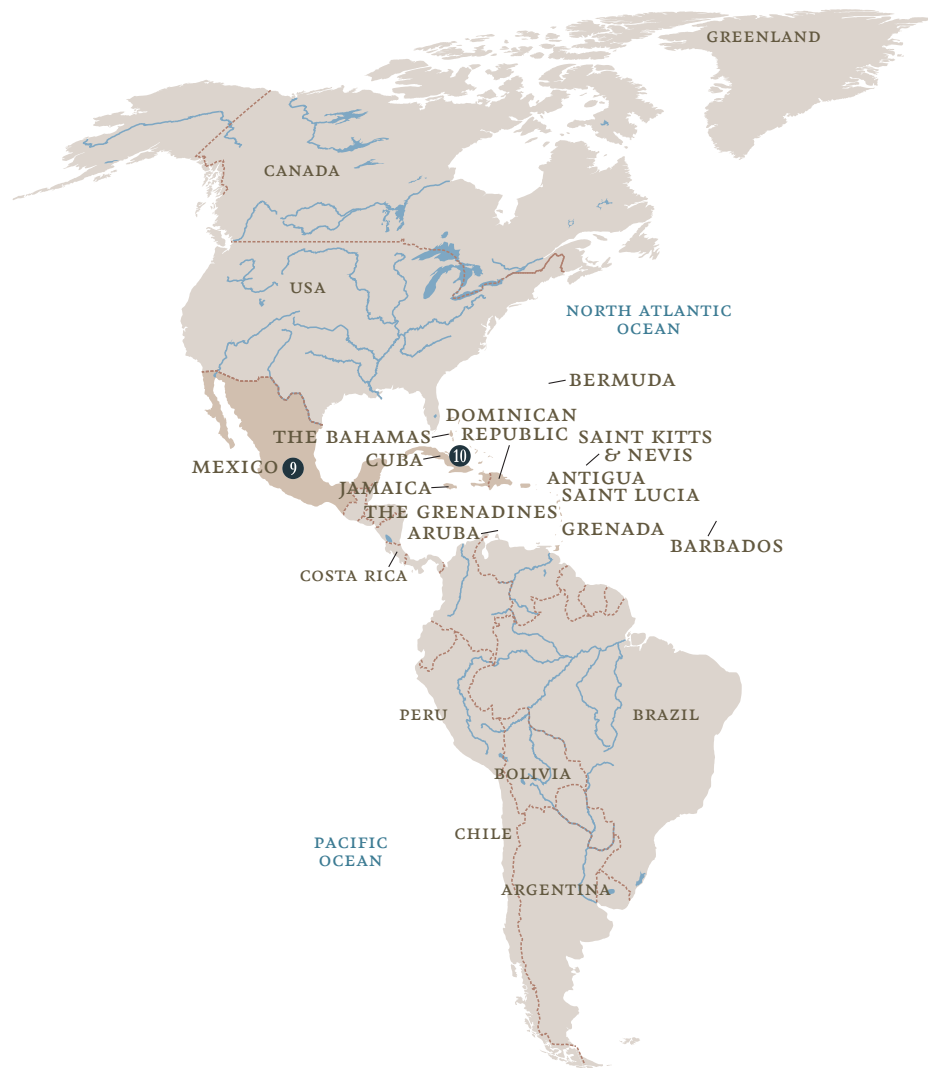 GREENLAND
CANADA
USA
NORTH ATLANTIC
OCEAN
BERMUDA
DOMINICAN
REPUBLIC
THE BAHAMAS
SAINT KITTS
& NEVIS
CUBA
10
MEXICO 9
ANTIGUA
JAMAICA
SAINT LUCIA
THE GRENADINES
GRENADA
ARUBA
BARBADOS
COSTA RICA
PERU
BRAZIL
BOLIVIA
CHILE
PACIFIC
OCEAN
ARGENTINA